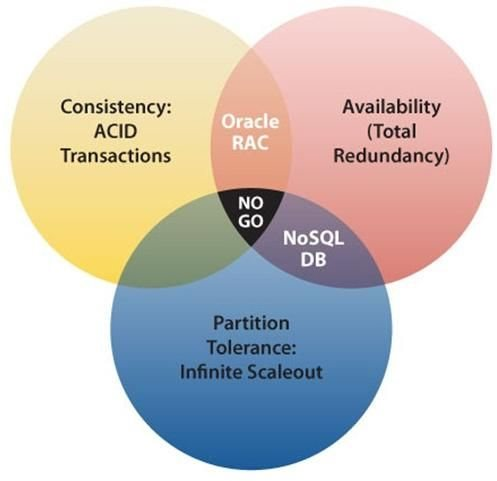 Consistency:
ACID
Transactions
Oracle
RAC
Availability
(Total
Redundancy)
NO
GO
NoSQL
DB
Partition
Tolerance:
Infinite Scaleout